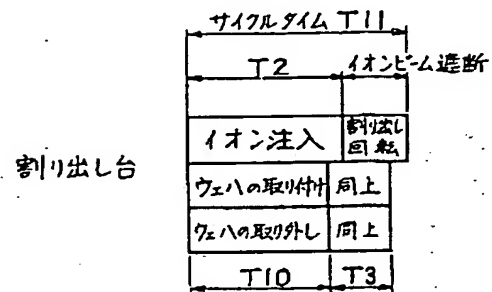 サイクルタイム T11
T2 イオンビーム遮断
イオン注入 割り出し回転
割り出し台
ウェハの取り付け 同上
ウェハの取り外し 同上
T10 T3